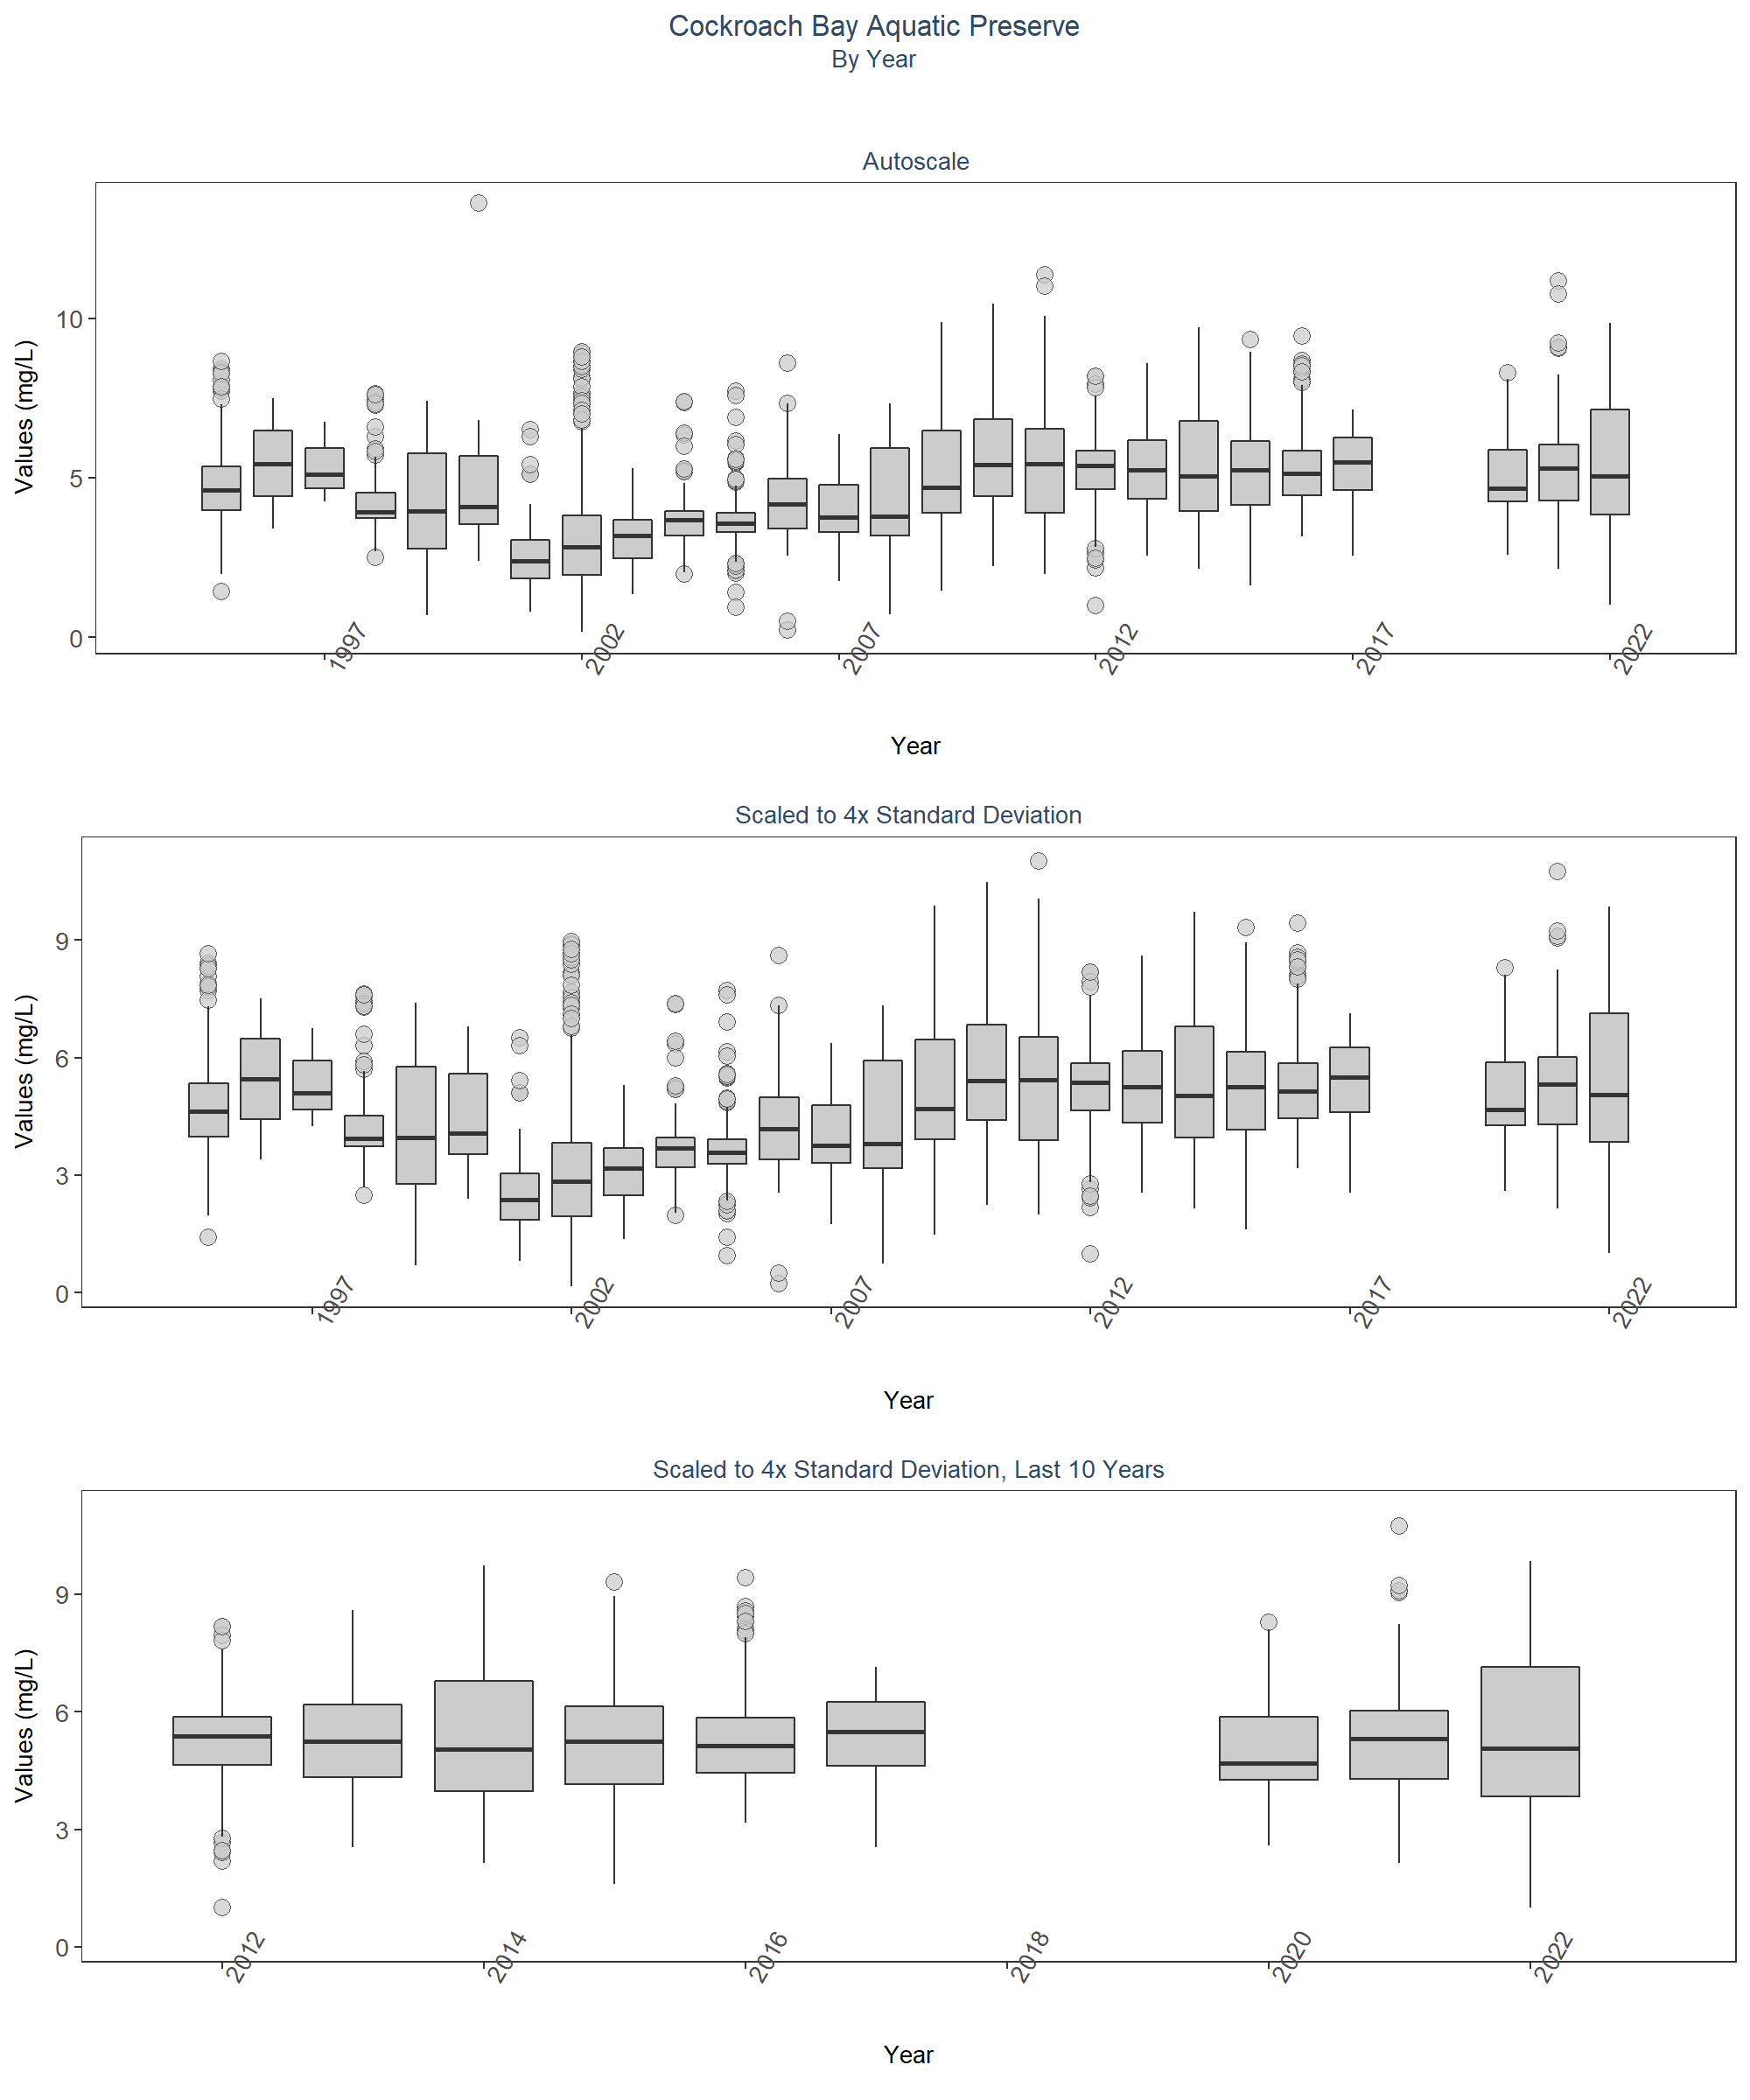 Cockroach Bay Aquatic Preserve
By Year
Autoscale
Values (mg/L)
10
5
0
1997 2002 2007 2012 2017 2022
Year
Scaled to 4x Standard Deviation
Values (mg/L)
9
6
3
0
1997 2002 2007 2012 2017 2022
Year
Scaled to 4x Standard Deviation, Last 10 Years
Values (mg/L)
9
6
3
0
2012 2014 2016 2018 2020 2022
Year